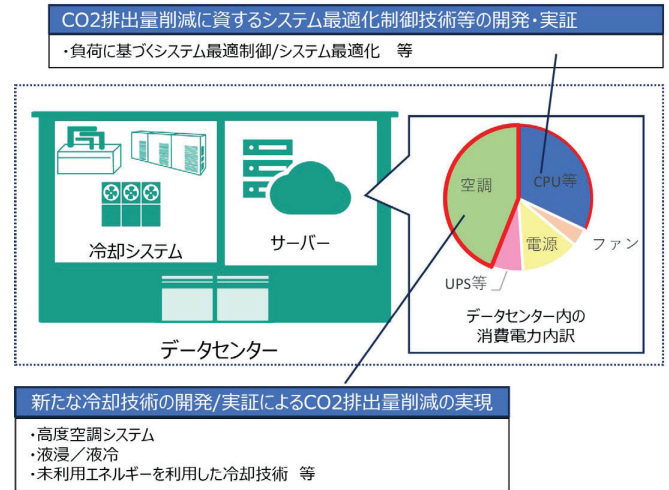 CO2排出量削減に資するシステム最適化制御技術等の開発・実証
・負荷に基づくシステム最適制御/システム最適化 等
冷却システム
サーバー
データセンター
空調
CPU等
ファン
電源
UPS等
データセンター内の
消費電力内訳
新たな冷却技術の開発/実証によるCO2排出量削減の実現
・高度空調システム
・液浸／液冷
・未利用エネルギーを利用した冷却技術 等